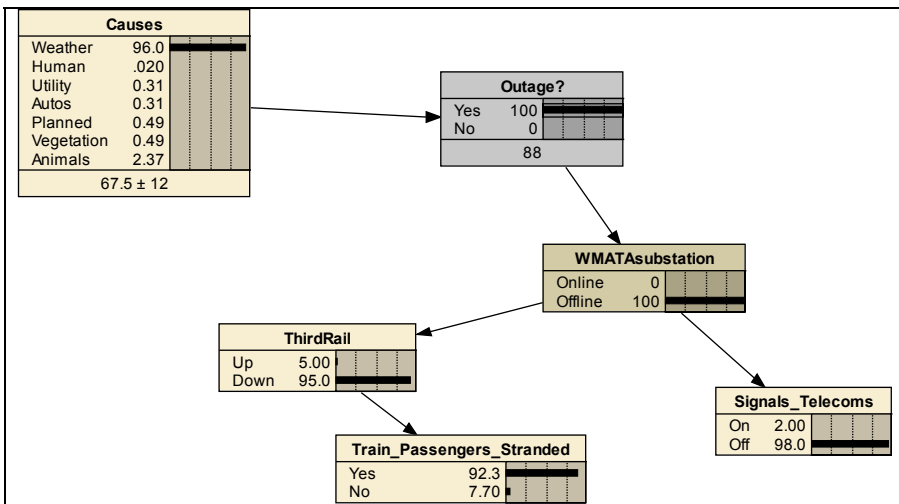 Causes
Weather 96.0
Human .020
Utility 0.31
Autos 0.31
Planned 0.49
Vegetation 0.49
Animals 2.37
67.5 ± 12
Outage?
Yes 100
No 0
88
WMATAsubstation
Online 0
Offline 100
ThirdRail
Up 5.00
Down 95.0
Signals_Telecoms
On 2.00
Off 98.0
Train_Passengers_Stranded
Yes 92.3
No 7.70